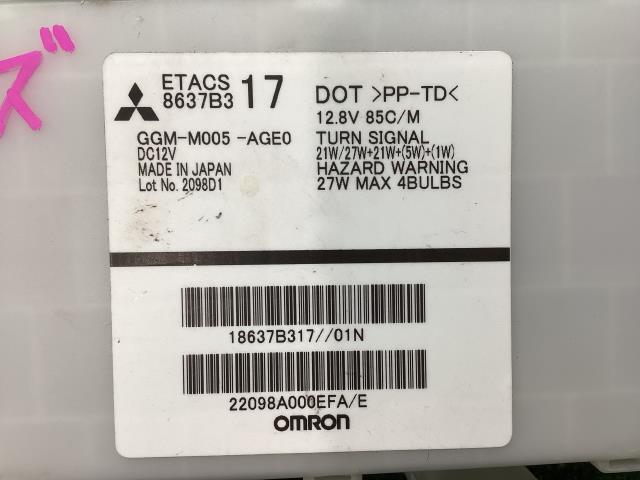 ズ
ETACS
8637B3 17
GGM-M005 -AGE0
DC12V
MADE IN JAPAN
Lot No. 2098D1
DOT >PP-TD<
12.8V 85C/M
TURN SIGNAL
21W/27W+21W+(5W)+(1W)
HAZARD WARNING
27W MAX 4BULBS
18637B317//01N
22098A000EFA/E
OMRON